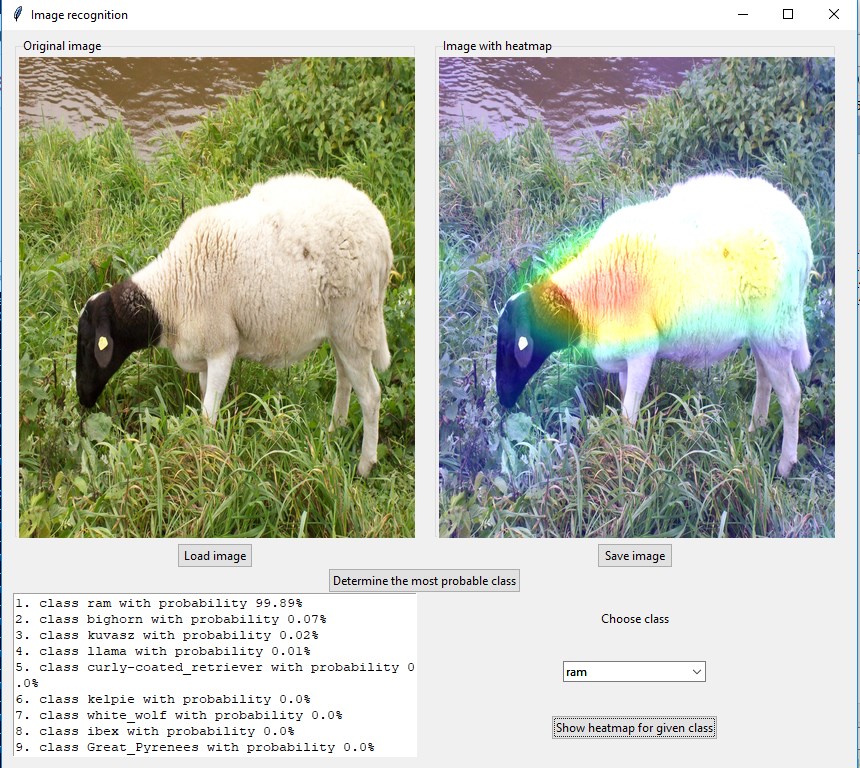 Image recognition
Original image
Image with heatmap
Load image
Save image
Determine the most probable class
1. class ram with probability 99.89%
2. class bighorn with probability 0.07%
3. class kuvasz with probability 0.02%
4. class llama with probability 0.01%
5. class curly-coated_retriever with probability 0
.0%
6. class kelpie with probability 0.0%
7. class white_wolf with probability 0.0%
8. class ibex with probability 0.0%
9. class Great_Pyrenees with probability 0.0%
Choose class
ram
Show heatmap for given class